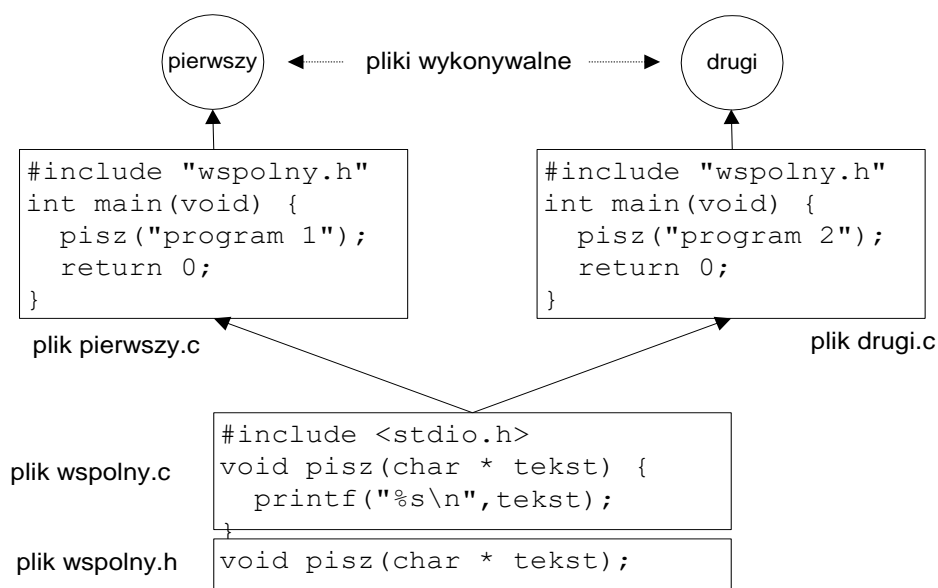 pierwszy
pliki wykonywalne
drugi
#include "wspolny.h"
int main(void) {
  pisz("program 1");
  return 0;
}
plik pierwszy.c
#include "wspolny.h"
int main(void) {
  pisz("program 2");
  return 0;
}
plik drugi.c
plik wspolny.c
#include <stdio.h>
void pisz(char * tekst) {
  printf("%s\n",tekst);
}
plik wspolny.h
void pisz(char * tekst);